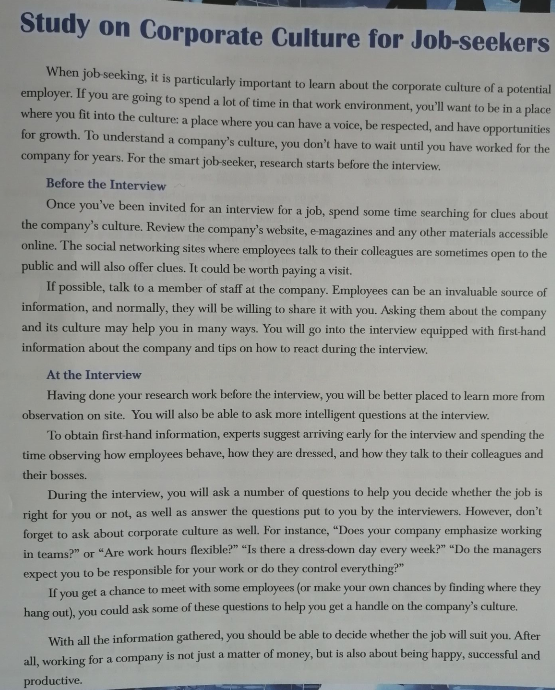 Study on Corporate Culture for Job-seekers
When job-seeking, it is particularly important to learn about the corporate culture of a potential
employer. If you are going to spend a lot of time in that work environment, you'll want to be in a place
where you fit into the culture: a place where you can have a voice, be respected, and have opportunities
for growth. To understand a company's culture, you don't have to wait until you have worked for the
company for years. For the smart job-seeker, research starts before the interview.
Before the Interview
Once you've been invited for an interview for a job, spend some time searching for clues about
the company's culture. Review the company's website, e-magazines and any other materials accessible
online. The social networking sites where employees talk to their colleagues are sometimes open to the
public and will also offer clues. It could be worth paying a visit.
If possible, talk to a member of staff at the company. Employees can be an invaluable source of
information, and normally, they will be willing to share it with you. Asking them about the company
and its culture may help you in many ways. You will go into the interview equipped with first-hand
information about the company and tips on how to react during the interview.
At the Interview
Having done your research work before the interview, you will be better placed to learn more from
observation on site. You will also be able to ask more intelligent questions at the interview.
To obtain first-hand information, experts suggest arriving early for the interview and spending the
time observing how employees behave, how they are dressed, and how they talk to their colleagues and
their bosses.
During the interview, you will ask a number of questions to help you decide whether the job is
right for you or not, as well as answer the questions put to you by the interviewers. However, don't
forget to ask about corporate culture as well. For instance, "Does your company emphasize working
in teams?" or "Are work hours flexible?" "Is there a dress-down day every week?" "Do the managers
expect you to be responsible for your work or do they control everything?"
If you get a chance to meet with some employees (or make your own chances by finding where they
hang out), you could ask some of these questions to help you get a handle on the company's culture.
With all the information gathered, you should be able to decide whether the job will suit you. After
all, working for a company is not just a matter of money, but is also about being happy, successful and
productive.